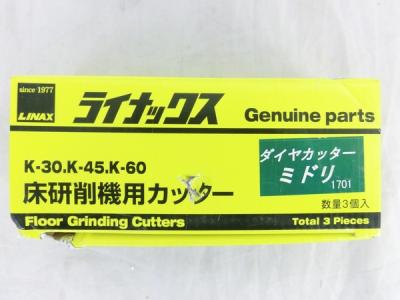 since 1977
LINAX
ライナックス
Genuine parts
K-30.K-45.K-60
床研削機用カッター
Floor Grinding Cutters
ダイヤカッター
ミドリ
1701
数量3個入
Total 3 Pieces